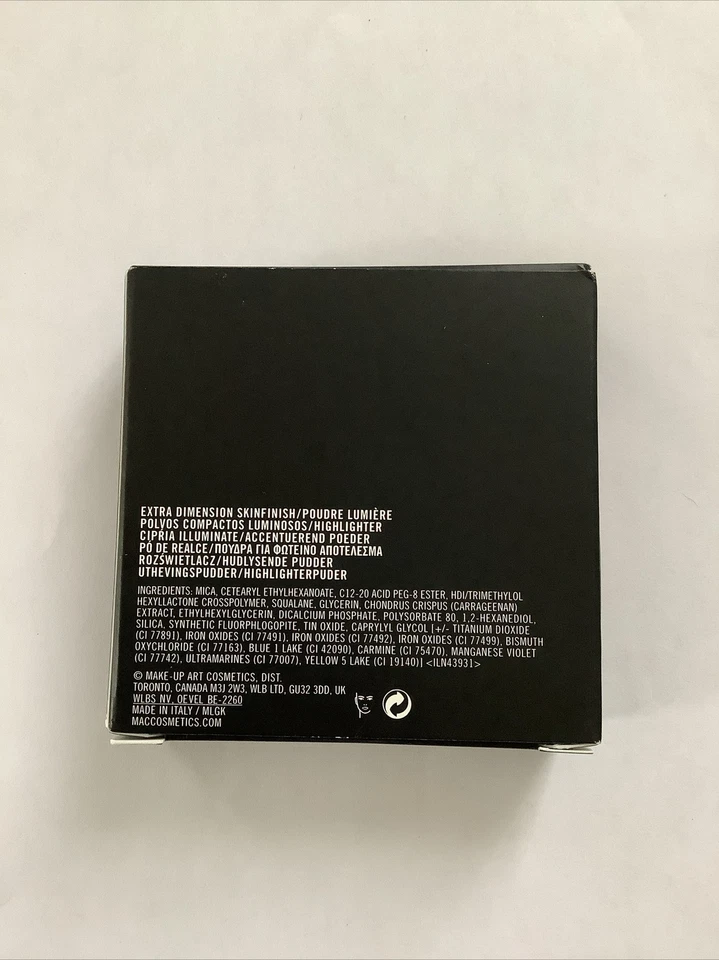 EXTRA DIMENSION SKINFINISH/POUDRE LUMIÈRE
POLVOS COMPACTOS LUMINOSOS/HIGHLIGHTER
CIPRIA ILLUMINATE/ACCENTUEREND POEDER
PÓ DE REALCE/ΠΟΥΔΡΑ ΓΙΑ ΦΩΤΕΙΝΟ ΑΠΟΤΕΛΕΣΜΑ
ROZŚWIETLACZ/HUDLYSENDE PUDDER
UTHEVINGSPUDDER/HIGHLIGHTERPUDER
INGREDIENTS: MICA, CETEARYL ETHYLHEXANOATE, C12-20 ACID PEG-8 ESTER, HDI/TRIMETHYLOL
HEXYLLACTONE CROSSPOLYMER, SQUALANE, GLYCERIN, CHONDRUS CRISPUS (CARRAGEENAN)
EXTRACT, ETHYLHEXYLGLYCERIN, DICALCIUM PHOSPHATE, POLYSORBATE 80, 1,2-HEXANEDIOL,
SILICA, SYNTHETIC FLUORPHLOGOPITE, TIN OXIDE, CAPRYLYL GLYCOL [+/- TITANIUM DIOXIDE
(CI 77891), IRON OXIDES (CI 77491), IRON OXIDES (CI 77492), IRON OXIDES (CI 77499), BISMUTH
OXYCHLORIDE (CI 77163), BLUE 1 LAKE (CI 42090), CARMINE (CI 75470), MANGANESE VIOLET
(CI 77742), ULTRAMARINES (CI 77007), YELLOW 5 LAKE (CI 19140)] <ILN43931>
© MAKE-UP ART COSMETICS, DIST.
TORONTO, CANADA M3J 2W3, WLB LTD, GU32 3DD, UK
WLBS NV, OEVEL BE-2260
MADE IN ITALY / MLGK
MACCOSMETICS.COM